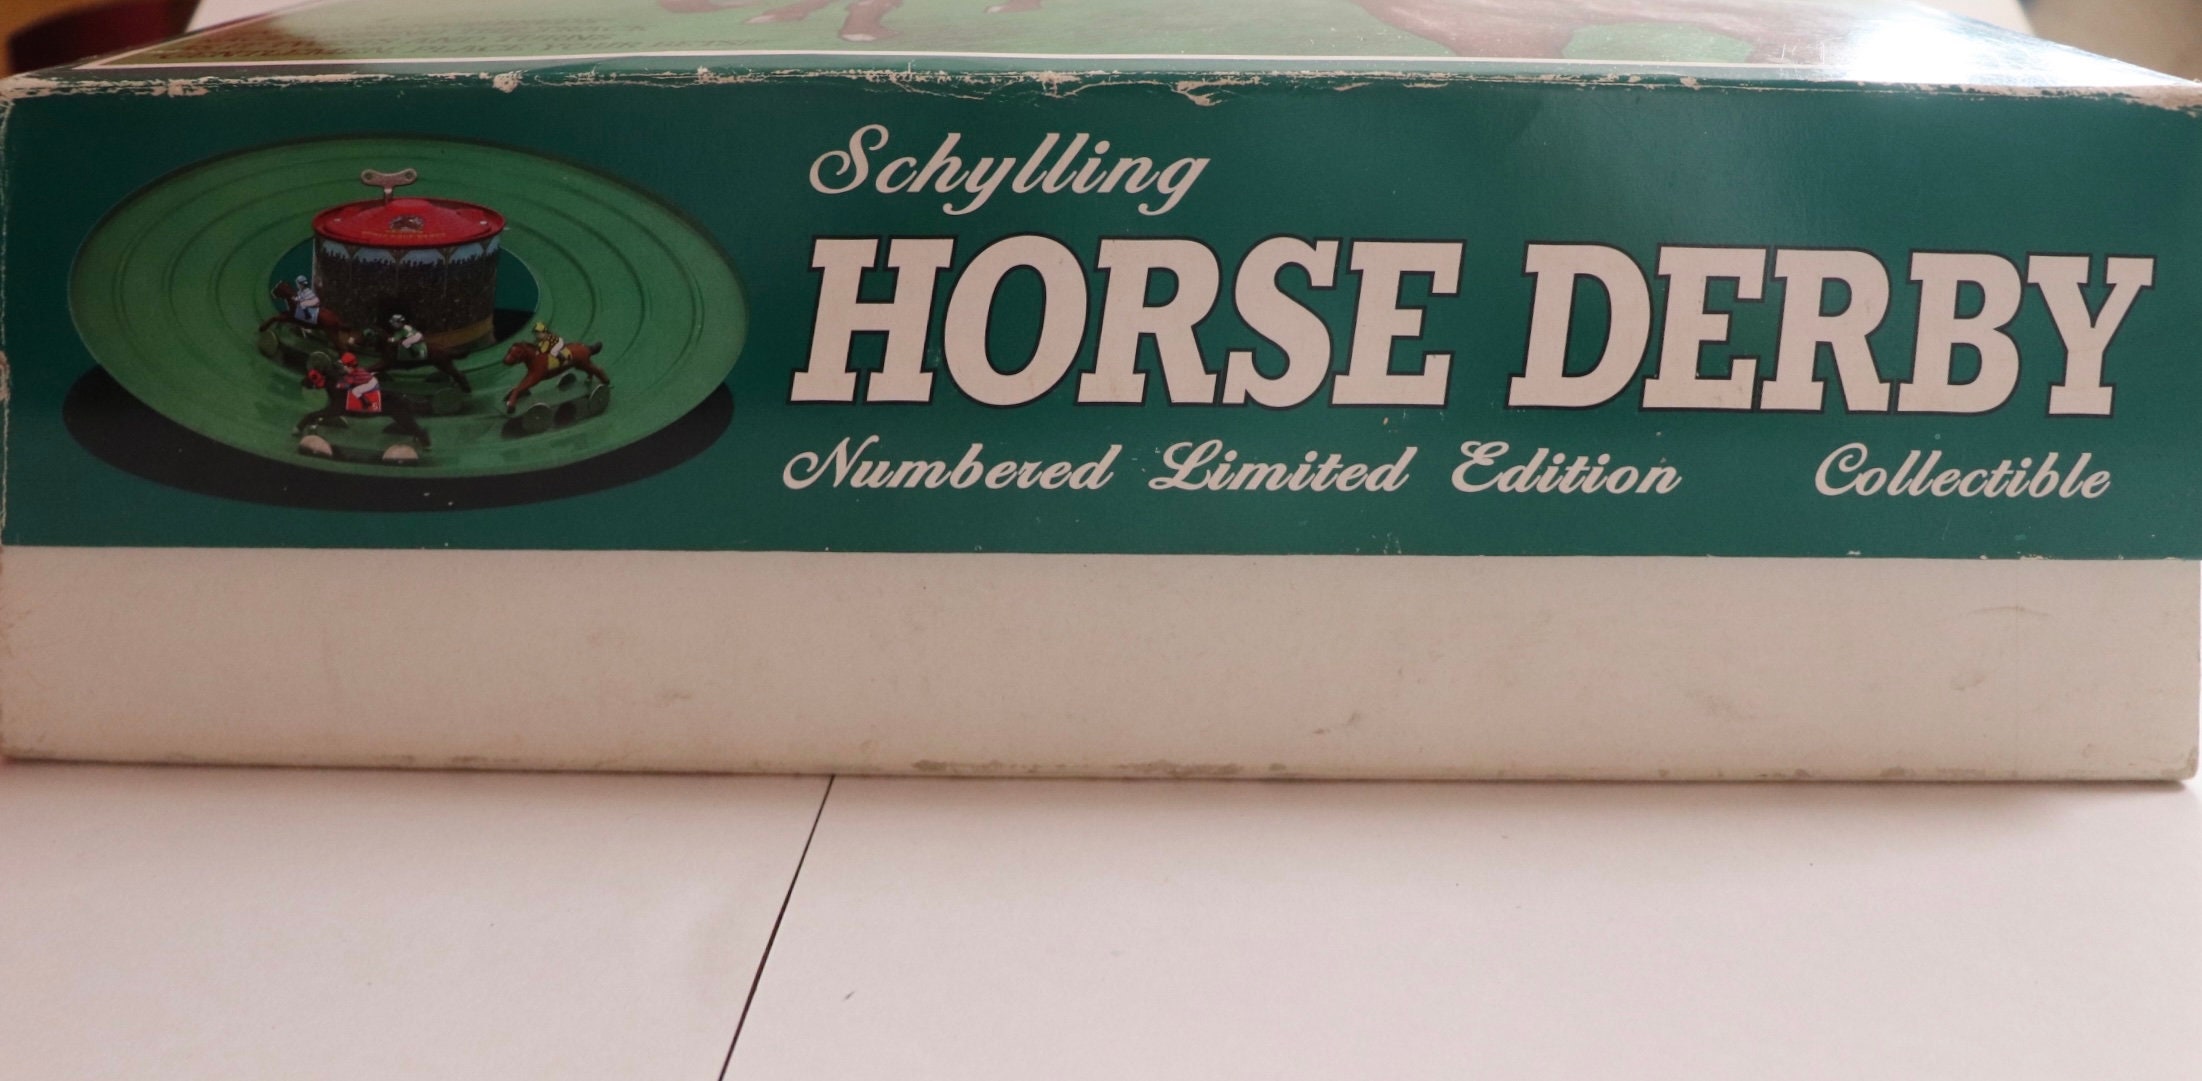 Schylling
HORSE DERBY
Numbered Limited Edition Collectible